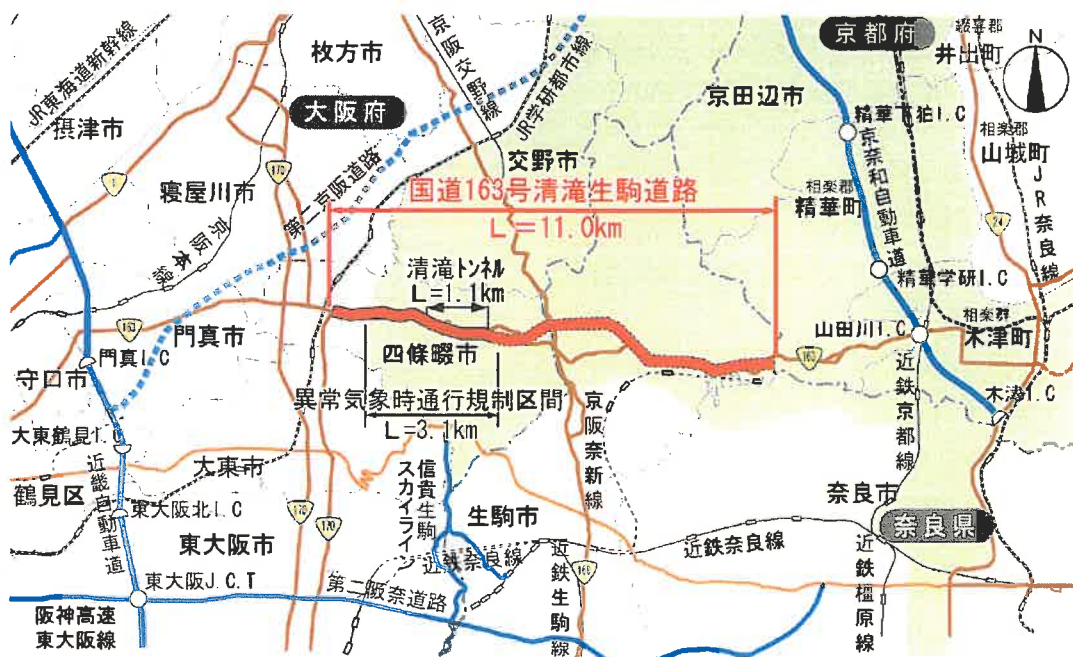 JR東海道新幹線
摂津市
枚方市
大阪府
京阪交野線
JR学研都市線
京都府
綴喜郡
井出町
N
京田辺市
精華下狛I.C
京奈和自動車道
相楽郡
山城町
JR奈良線
1
寝屋川市
170
第二京阪道路
交野市
国道163号清滝生駒道路
L=11.0km
相楽郡
精華町
24
京阪本線
清滝トンネル
L=1.1km
精華学研I.C
163
門真市
門真I.C
守口市
四條畷市
山田川I.C
相楽郡
木津町
163
異常気象時通行規制区間
L=3.1km
京阪奈新線
近鉄京都線
木津I.C
大東鶴見I.C
大東市
鶴見区
近畿自動車道
信貴生駒
スカイライン
生駒市
奈良市
奈良県
東大阪北I.C
170
170
東大阪市
近鉄奈良線
近鉄奈良線
東大阪J.C.T
第二阪奈道路
168
近鉄生駒線
近鉄橿原線
阪神高速
東大阪線